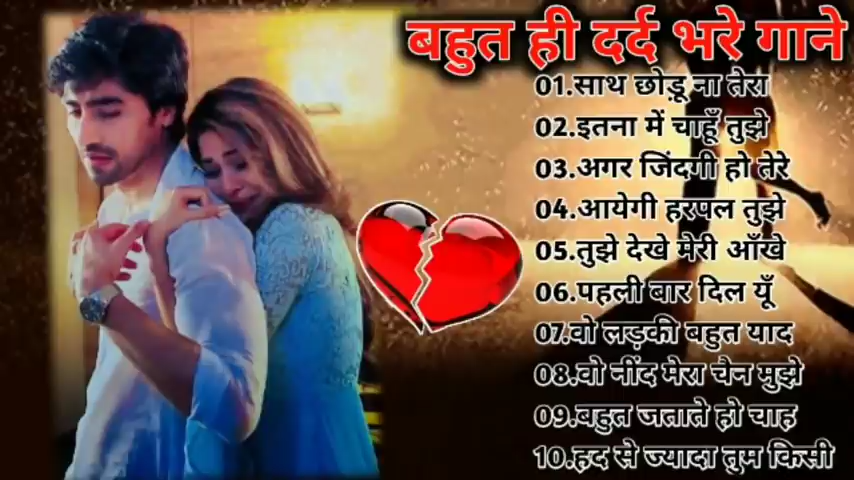 बहुत ही दर्द भरे गाने
01.साथ छोड़ू ना तेरा
02.इतना में चाहूँ तुझे
03.अगर जिंदगी हो तेरे
04.आयेगी हरपल तुझे
05.तुझे देखे मेरी आँखे
06.पहली बार दिल यूँ
07.वो लड़की बहुत याद
08.वो नींद मेरा चैन मुझे
09.बहुत जताते हो चाह
10.हद से ज्यादा तुम किसी